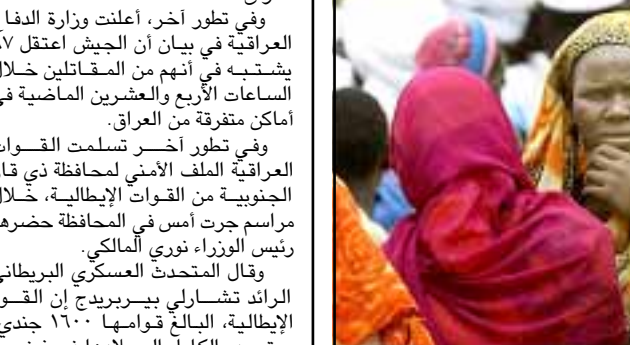 وفي تطور آخر، أعلنت وزارة الدفا
العراقية في بيان أن الجيش اعتقل
يشتبه في أنهم من المقاتلين خلال
الساعات الأربع والعشرين الماضية في
أماكن متفرقة من العراق.
وفي تطور آخر تسلمت القوات
العراقية الملف الأمني لمحافظة ذي قار
الجنوبية من القوات الإيطالية، خلال
مراسم جرت أمس في المحافظة حضرها
رئيس الوزراء نوري المالكي.
وقال المتحدث العسكري البريطاني
الرائد تشارلي بيربريدج إن القو
الإيطالية، البالغ قوامها ١٦٠٠ جندي